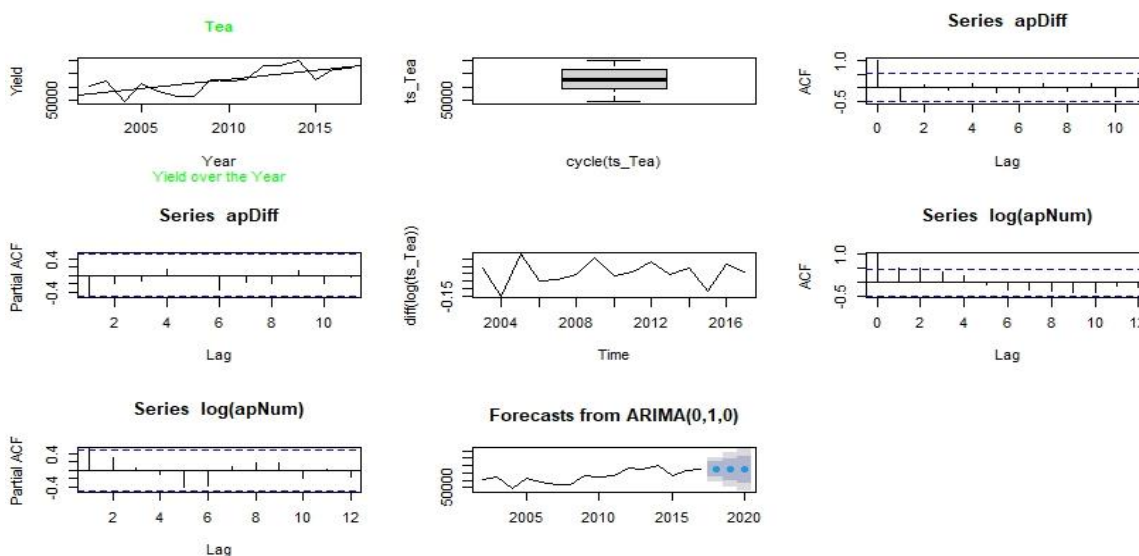 Tea
Yield
50000
2005 2010 2015
Year
Yield over the Year
ts_Tea
50000
cycle(ts_Tea)
Series apDiff
ACF
1.0
-0.5
0 2 4 6 8 10
Lag
Series apDiff
Partial ACF
0.4
-0.4
2 4 6 8 10
Lag
diff(log(ts_Tea))
-0.15
2004 2008 2012 2016
Time
Series log(apNum)
ACF
1.0
-0.5
0 2 4 6 8 10 12
Lag
Series log(apNum)
Partial ACF
0.4
-0.4
2 4 6 8 10 12
Lag
Forecasts from ARIMA(0,1,0)
50000
2005 2010 2015 2020